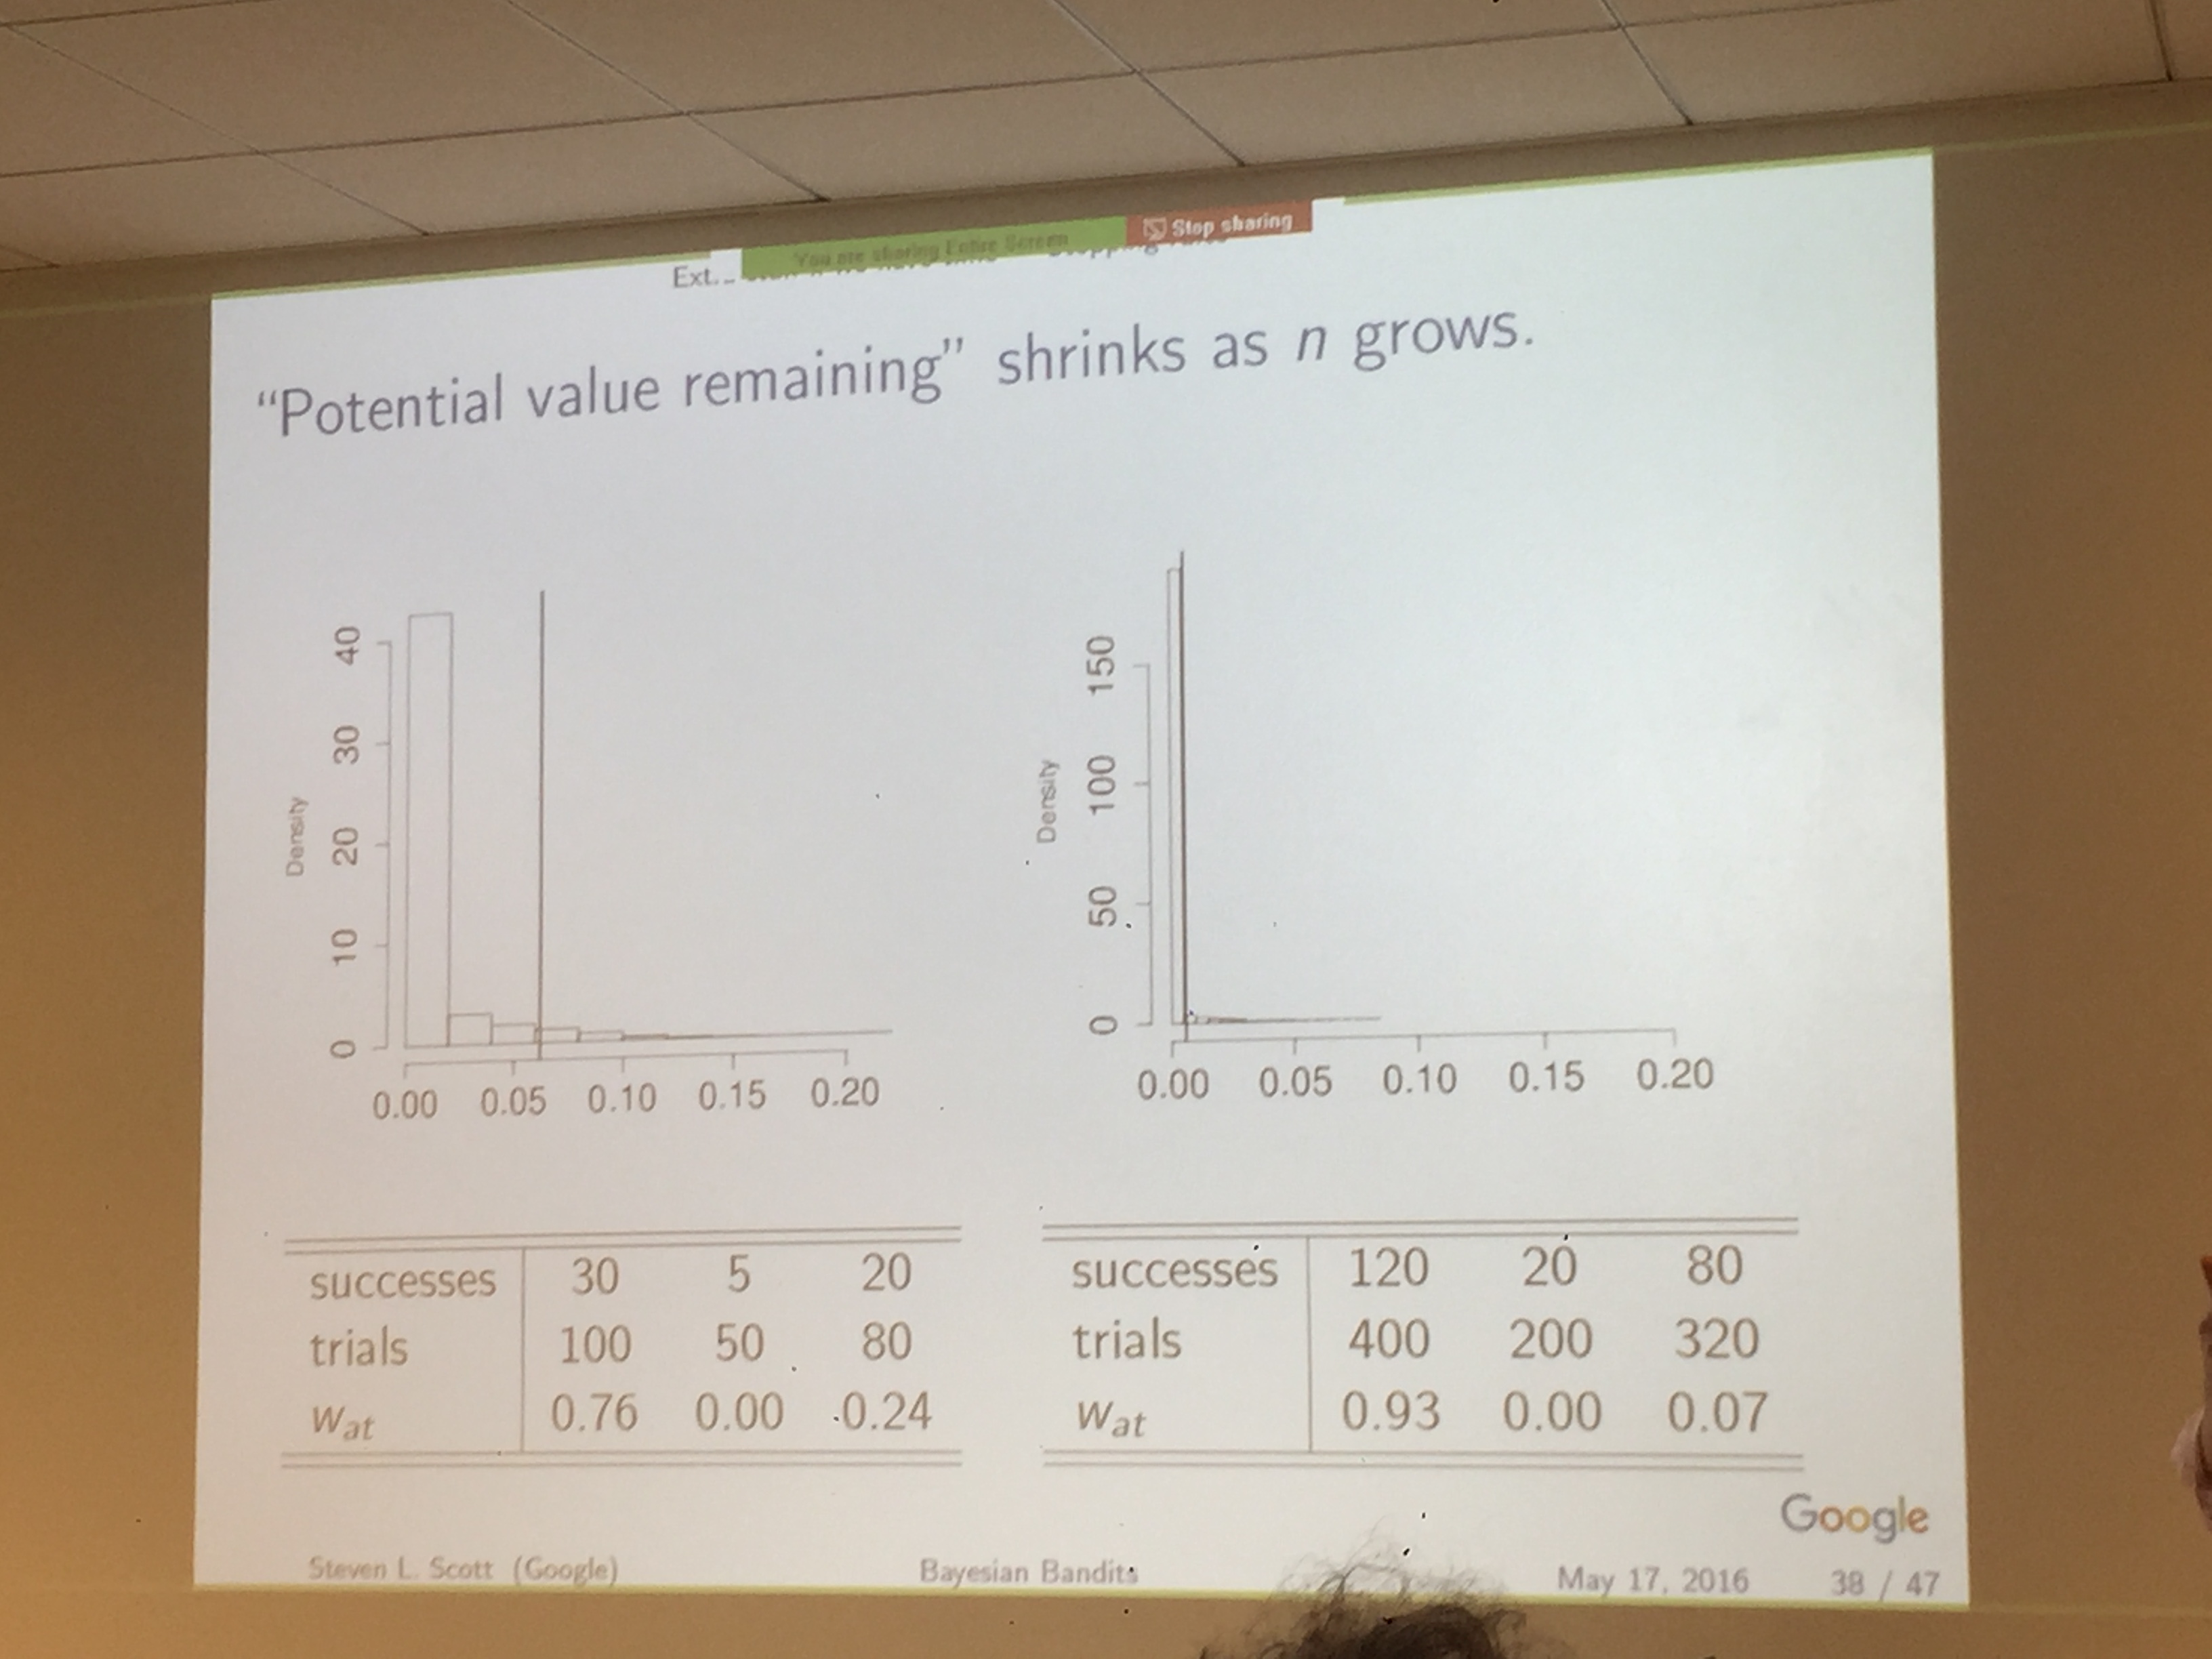 You are sharing Entire Screen
Stop sharing
Ext...
“Potential value remaining” shrinks as n grows.
Density
0 10 20 30 40
0.00 0.05 0.10 0.15 0.20
Density
0 50 100 150
0.00 0.05 0.10 0.15 0.20
successes 30 5 20
trials 100 50 80
wat 0.76 0.00 0.24
successes 120 20 80
trials 400 200 320
wat 0.93 0.00 0.07
Google
Steven L. Scott (Google) Bayesian Bandits May 17, 2016 38 / 47